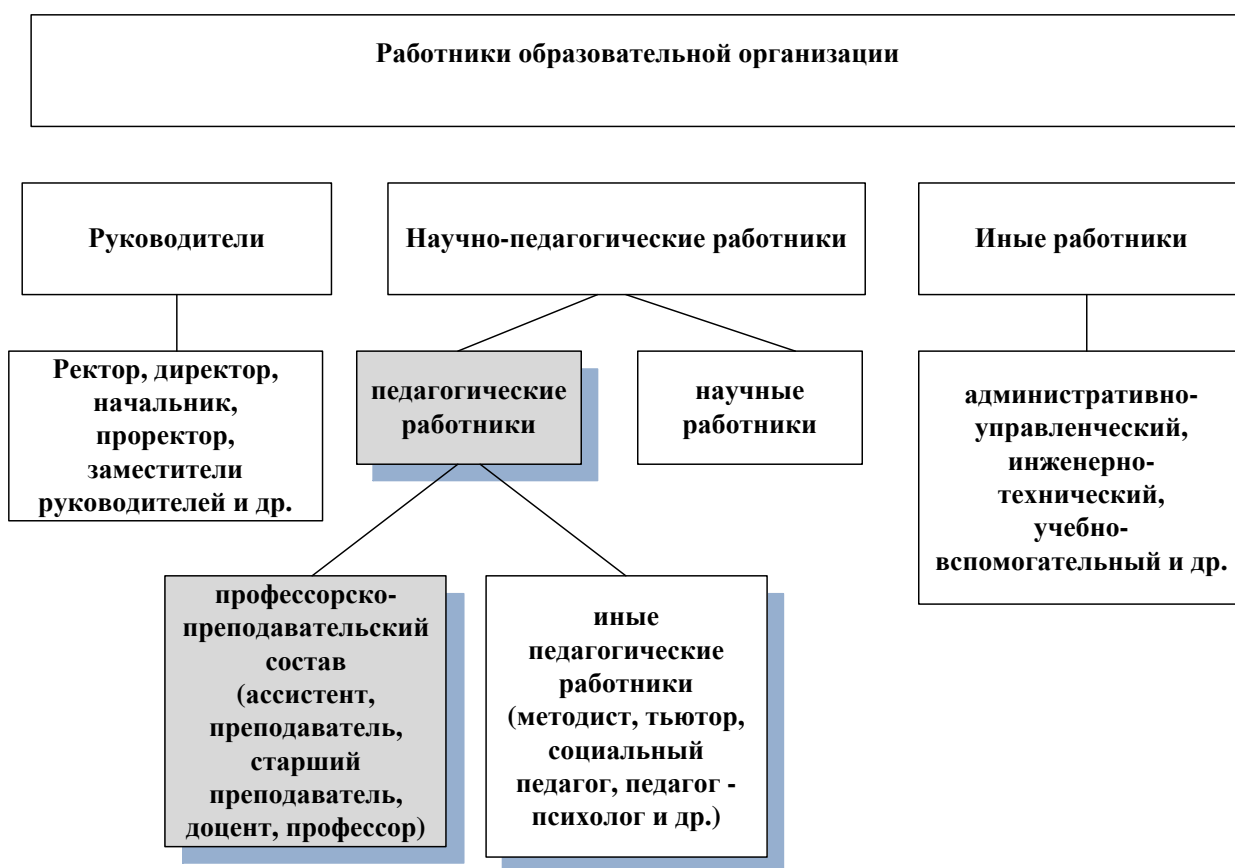 Работники образовательной организации
Руководители
Научно-педагогические работники
Иные работники
Ректор, директор,
начальник,
проректор,
заместители
руководителей и др.
педагогические
работники
научные
работники
административно-
управленческий,
инженерно-
технический,
учебно-
вспомогательный и др.
профессорско-
преподавательский
состав
(ассистент,
преподаватель,
старший
преподаватель,
доцент, профессор)
иные
педагогические
работники
(методист, тьютор,
социальный
педагог, педагог -
психолог и др.)